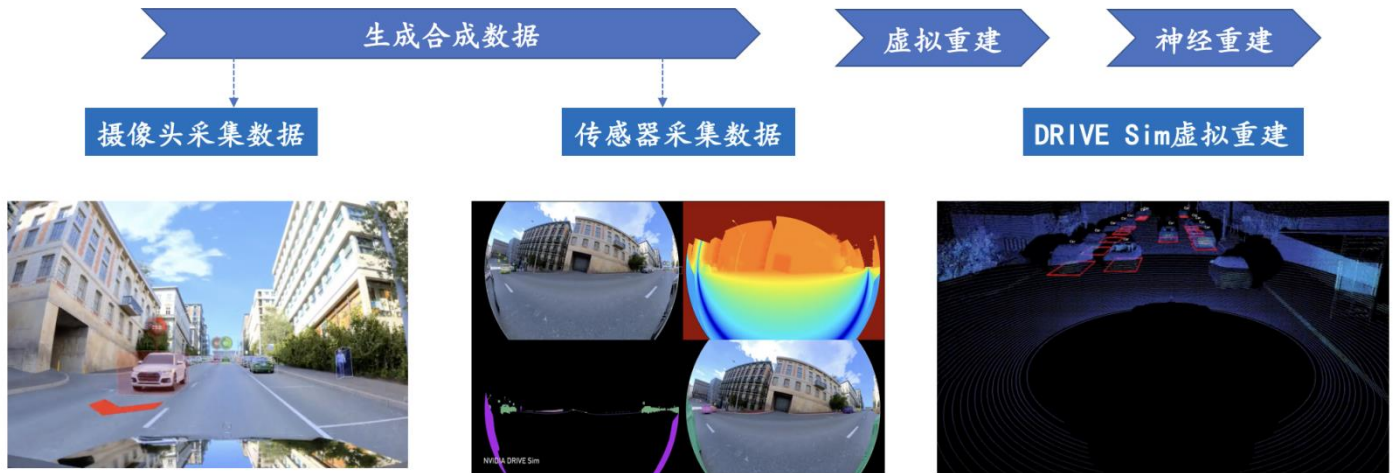 生成合成数据
虚拟重建
神经重建
摄像头采集数据
传感器采集数据
DRIVE Sim虚拟重建
NVIDIA DRIVE Sim